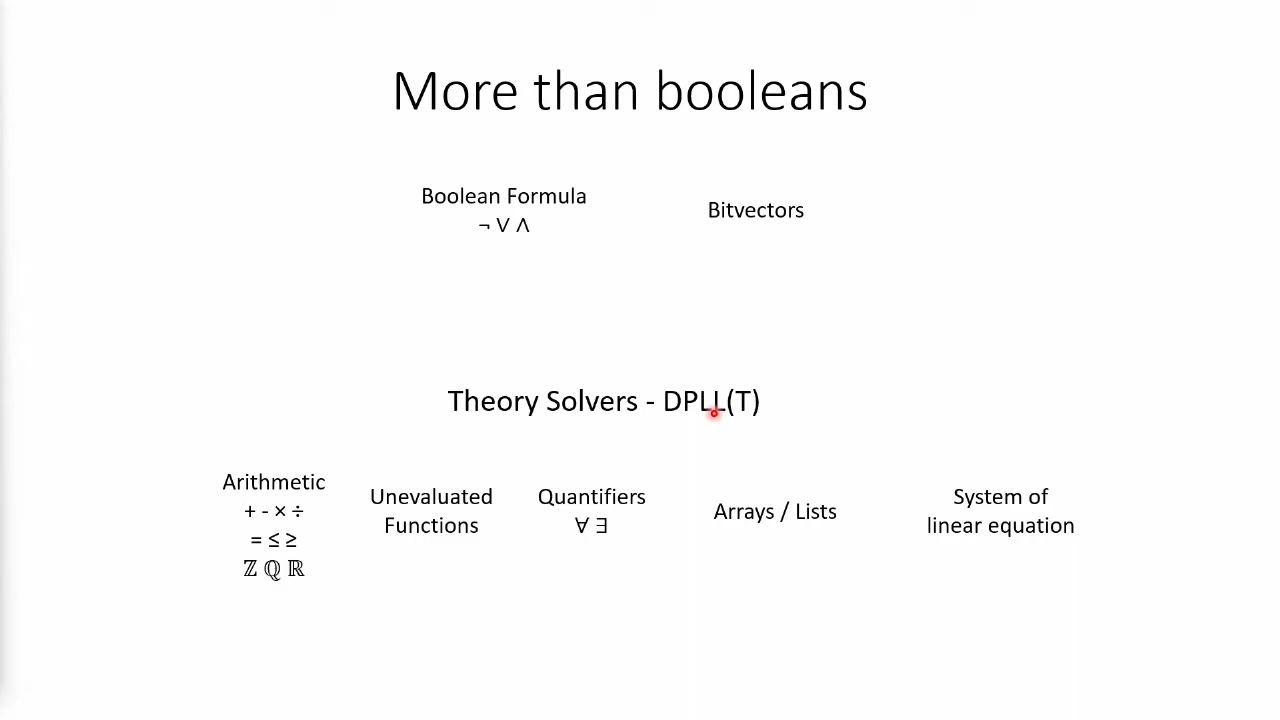 More than booleans
Boolean Formula
¬ ∨ ∧
Bitvectors
Theory Solvers - DPLL(T)
Arithmetic
+ - × ÷
= ≤ ≥
ℤ ℚ ℝ
Unevaluated
Functions
Quantifiers
∀ ∃
Arrays / Lists
System of
linear equation